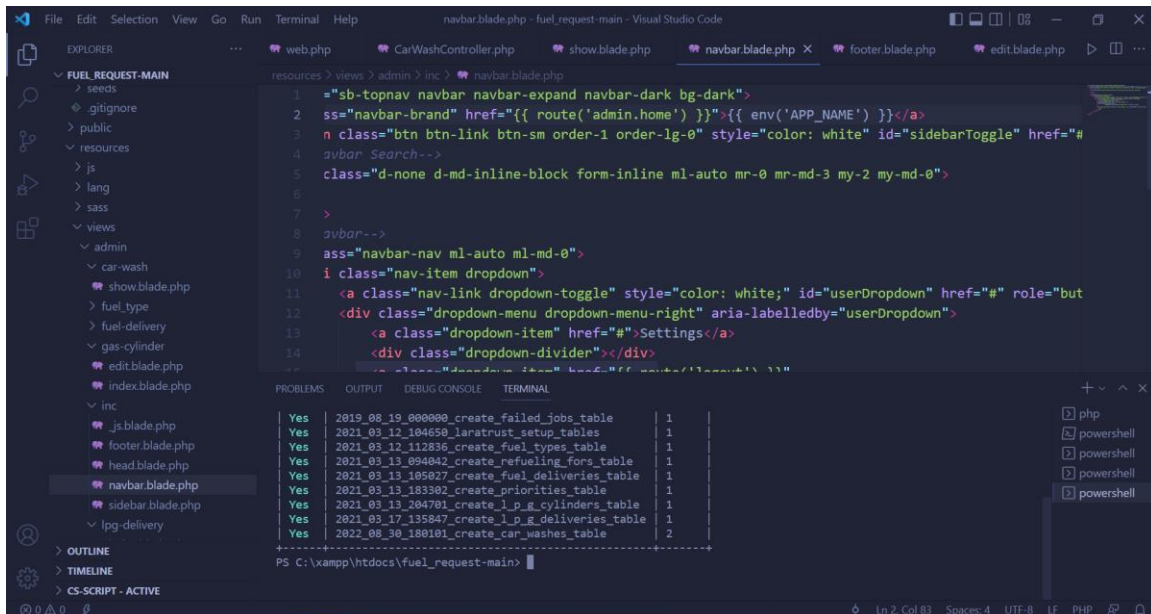 File Edit Selection View Go Run Terminal Help navbar.blade.php - fuel_request-main - Visual Studio Code
EXPLORER
web.php CarWashController.php show.blade.php navbar.blade.php footer.blade.php edit.blade.php
FUEL_REQUEST-MAIN
seeds
.gitignore
public
resources
js
lang
sass
views
admin
car-wash
show.blade.php
fuel_type
fuel-delivery
gas-cylinder
edit.blade.php
index.blade.php
inc
_js.blade.php
footer.blade.php
head.blade.php
navbar.blade.php
sidebar.blade.php
lpg-delivery
OUTLINE
TIMELINE
CS-SCRIPT - ACTIVE
resources > views > admin > inc > navbar.blade.php
1 ="sb-topnav navbar navbar-expand navbar-dark bg-dark">
2 ss="navbar-brand" href="{{ route('admin.home') }}">{{ env('APP_NAME') }}</a>
3 n class="btn btn-link btn-sm order-1 order-lg-0" style="color: white" id="sidebarToggle" href="#
4 avbar Search-->
5 class="d-none d-md-inline-block form-inline ml-auto mr-0 mr-md-3 my-2 my-md-0">
6
7 >
8 avbar-->
9 ass="navbar-nav ml-auto ml-md-0">
10 i class="nav-item dropdown">
11 <a class="nav-link dropdown-toggle" style="color: white;" id="userDropdown" href="#" role="but
12 <div class="dropdown-menu dropdown-menu-right" aria-labelledby="userDropdown">
13 <a class="dropdown-item" href="#">Settings</a>
14 <div class="dropdown-divider"></div>
15 <a class="dropdown-item" href="{{ route('logout') }}"
PROBLEMS OUTPUT DEBUG CONSOLE TERMINAL
| Yes | 2019_08_19_000000_create_failed_jobs_table | 1 |
| Yes | 2021_03_12_104650_laratrust_setup_tables | 1 |
| Yes | 2021_03_12_112836_create_fuel_types_table | 1 |
| Yes | 2021_03_13_094042_create_refueling_fors_table | 1 |
| Yes | 2021_03_13_105027_create_fuel_deliveries_table | 1 |
| Yes | 2021_03_13_183302_create_priorities_table | 1 |
| Yes | 2021_03_13_204701_create_l_p_g_cylinders_table | 1 |
| Yes | 2021_03_17_135847_create_l_p_g_deliveries_table | 1 |
| Yes | 2022_08_30_180101_create_car_washes_table | 2 |
PS C:\xampp\htdocs\fuel_request-main>
php
powershell
powershell
powershell
powershell
0 0 Ln 2, Col 83 Spaces: 4 UTF-8 LF PHP